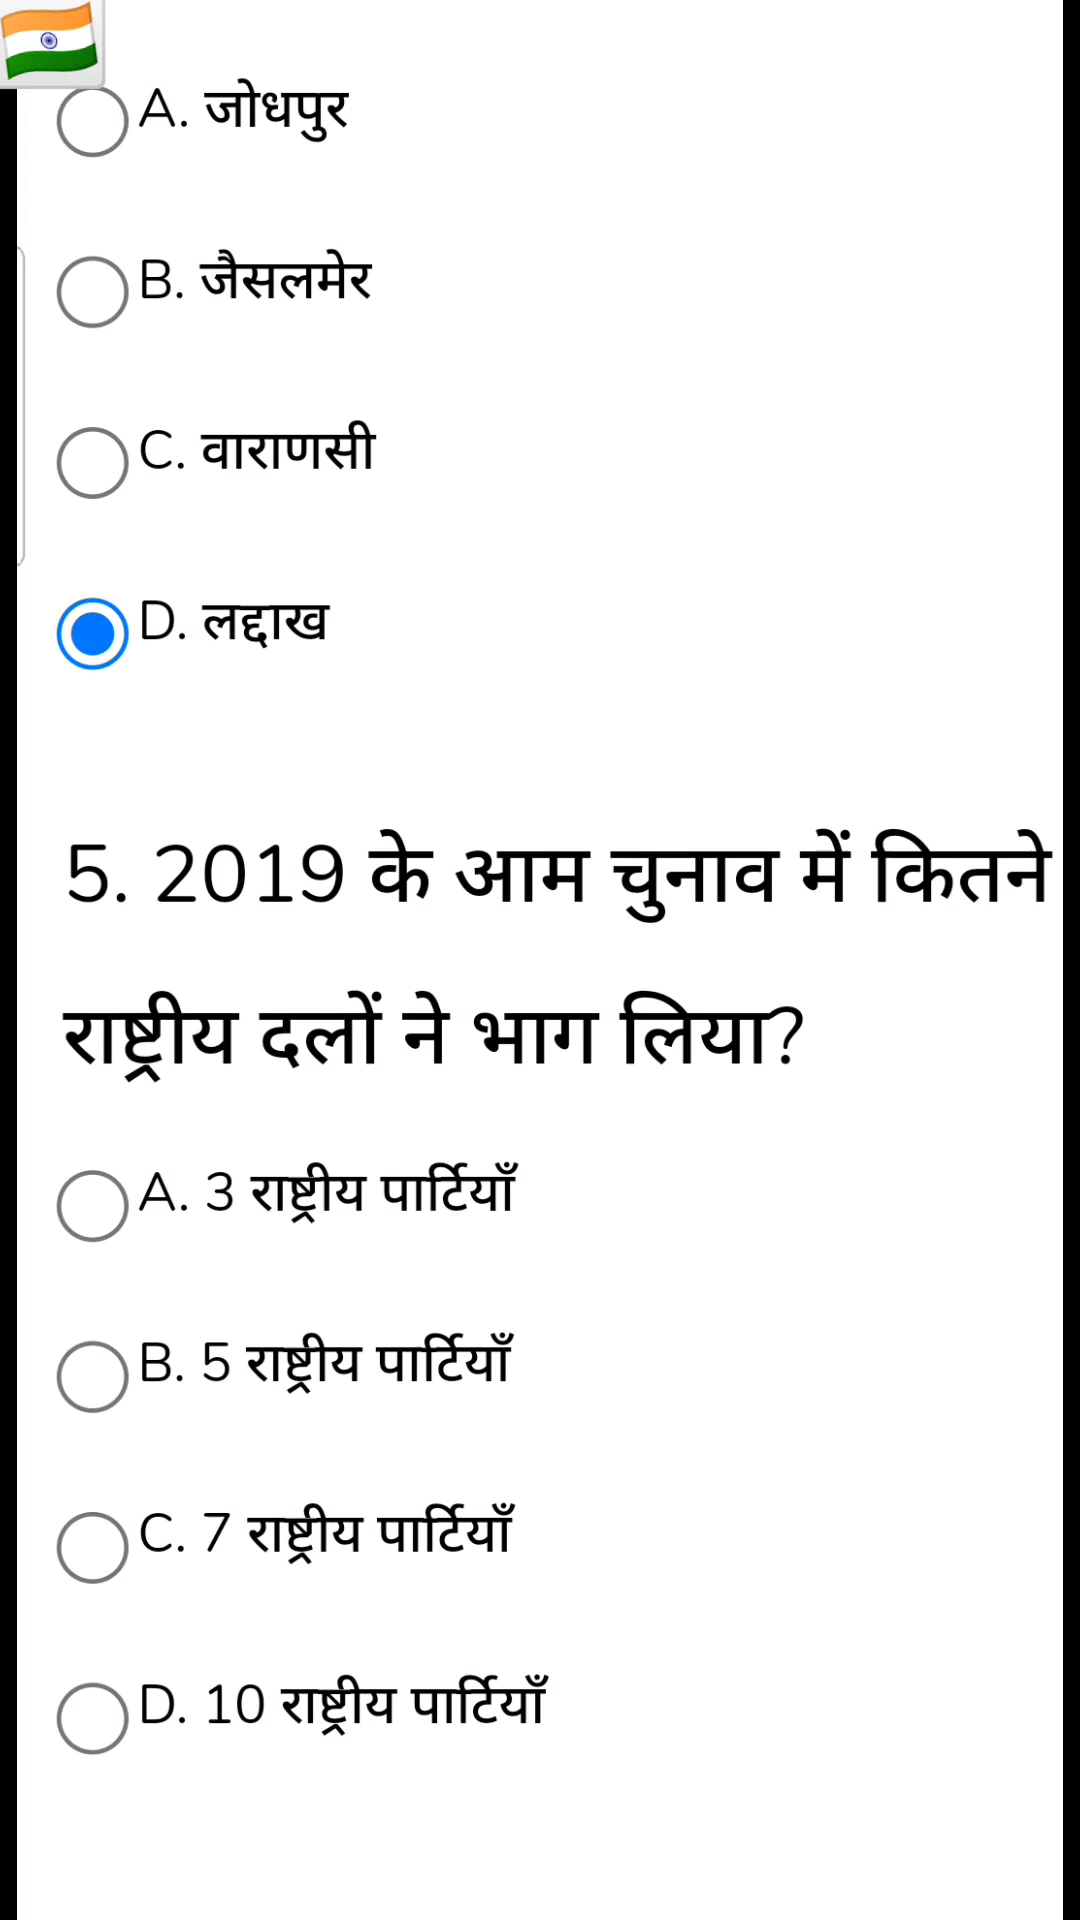 A. जोधपुर
B. जैसलमेर
C. वाराणसी
D. लद्दाख
5. 2019 के आम चुनाव में कितने
राष्ट्रीय दलों ने भाग लिया?
A. 3 राष्ट्रीय पार्टियाँ
B. 5 राष्ट्रीय पार्टियाँ
C. 7 राष्ट्रीय पार्टियाँ
D. 10 राष्ट्रीय पार्टियाँ